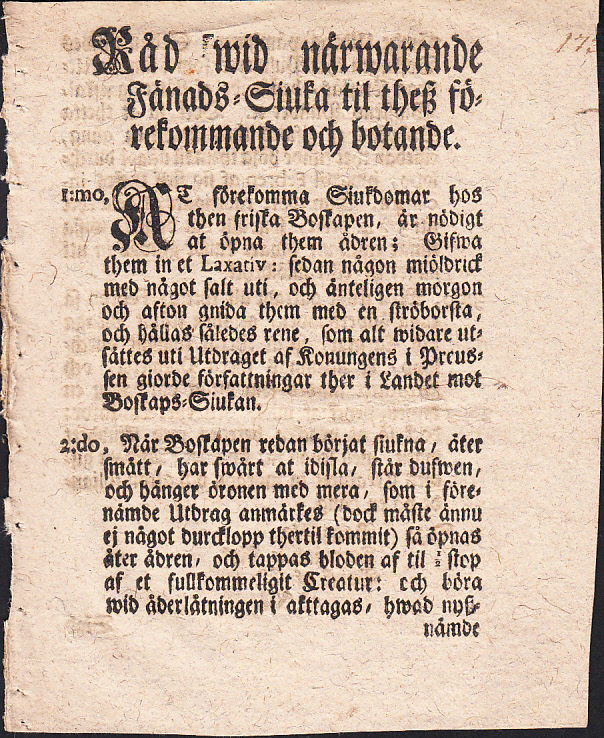 Råd wid närwarande
Fänads-Siuka til theß fö-
rekommande och botande.
1:mo, AT förekomma Siukdomar hos
then friska Boskapen, är nödigt
at öpna them ådren; Gifwa
them in et Laxativ: sedan någon miöldrick
med något salt uti, och änteligen morgon
och afton gnida them med en ströborsta,
och hållas således rene, som alt widare ut-
sättes uti Utdraget af Konungens i Preus-
sen giorde författningar ther i Landet mot
Boskaps-Siukan.
2:do, När Boskapen redan börjat siukna, äter
smått, har swårt at idisla, står dufwen,
och hänger öronen med mera, som i före-
nämde Utdrag anmärkes (dock måste ännu
ej något durcklopp thertil kommit) så öpnas
åter ådren, och tappas bloden af til ½ stop
af et fullkommeligit Creatur: och böra
wid åderlåtningen i akttagas, hwad nyß-
nämde